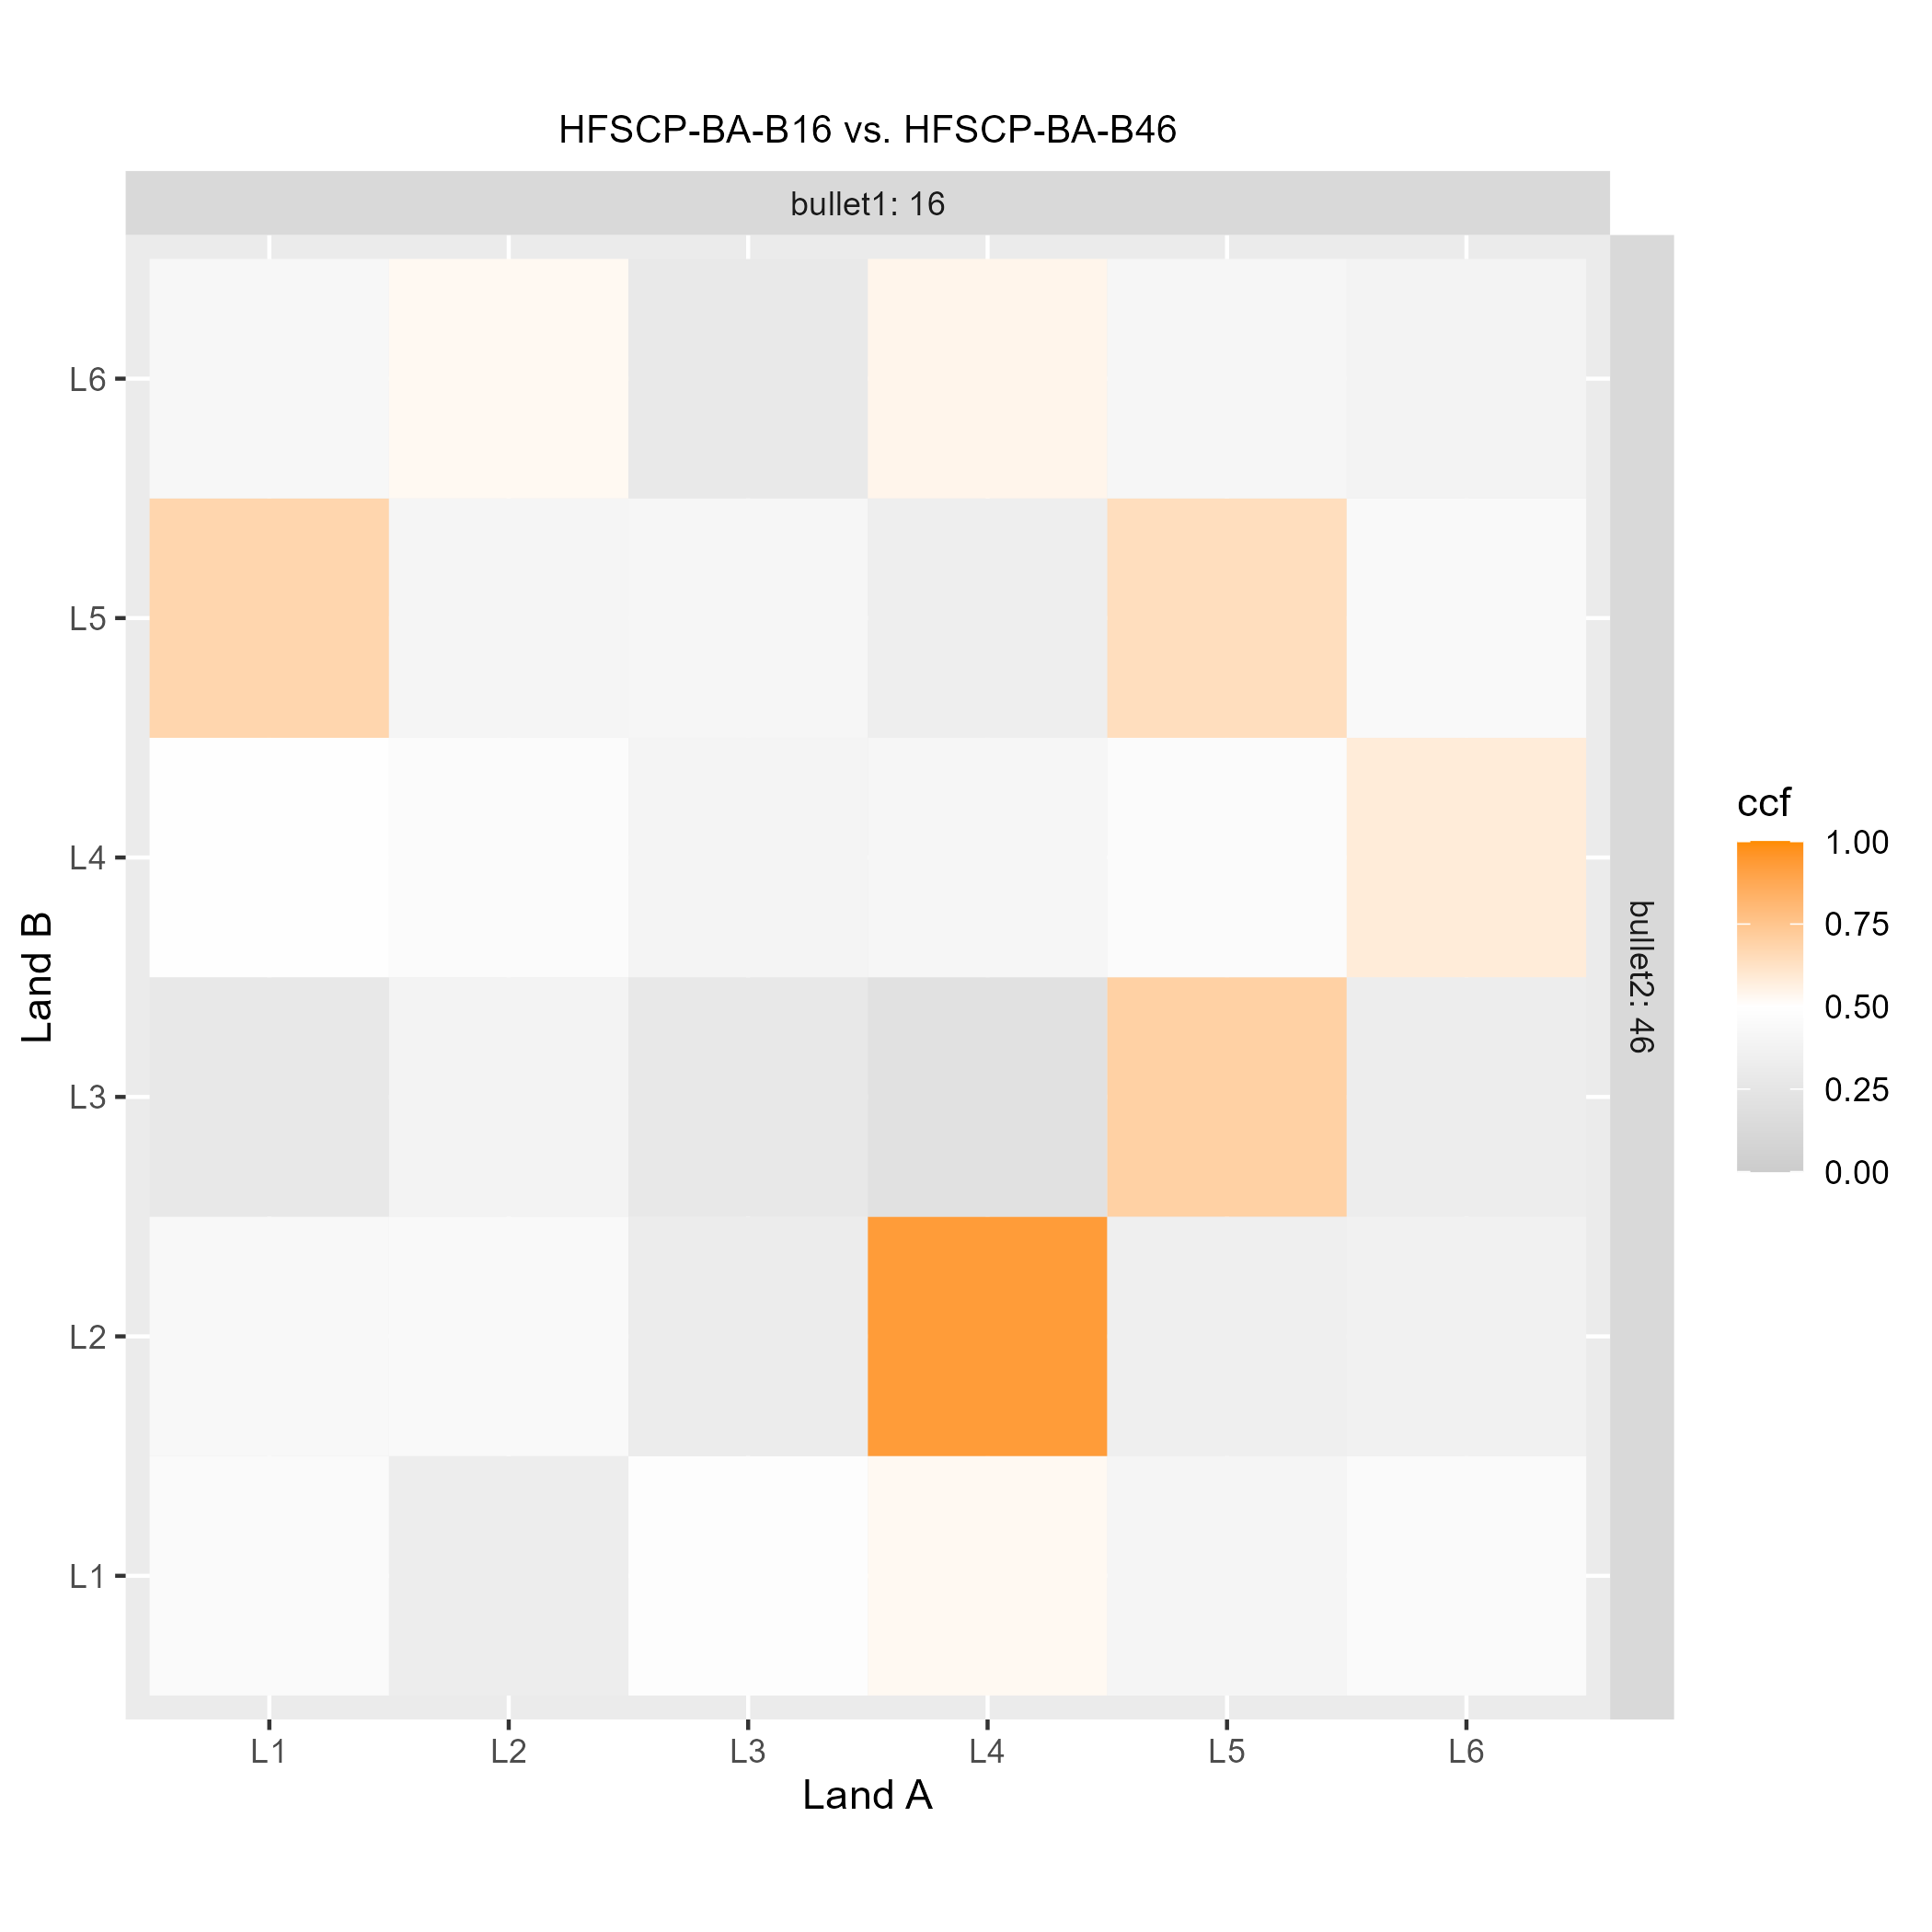 HFSCP-BA-B16 vs. HFSCP-BA-B46
bullet1: 16
L6
L5
L4
L3
L2
L1
Land B
bullet2: 46
L1 L2 L3 L4 L5 L6
Land A
ccf
1.00
0.75
0.50
0.25
0.00